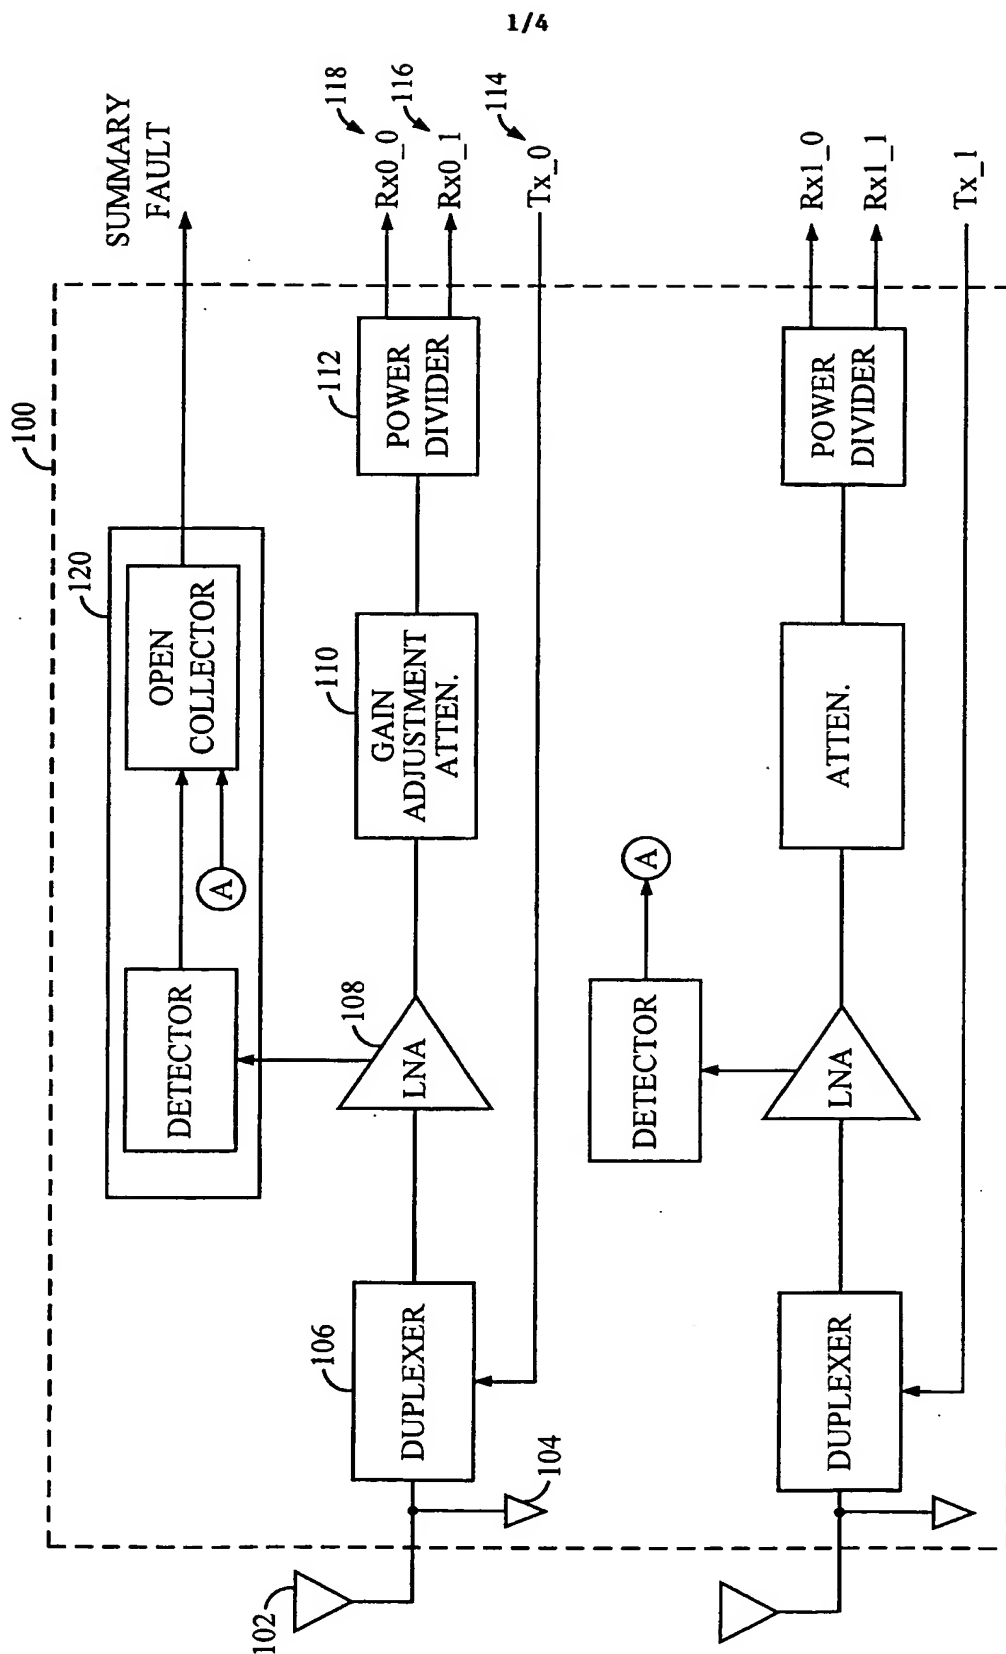 1/4
100
SUMMARY
FAULT
120
DETECTOR
OPEN
COLLECTOR
A
118
Rx0_0
116
Rx0_1
114
Tx_0
102
104
106
DUPLEXER
108
LNA
110
GAIN
ADJUSTMENT
ATTEN.
112
POWER
DIVIDER
DETECTOR
A
DUPLEXER
LNA
ATTEN.
POWER
DIVIDER
Rx1_0
Rx1_1
Tx_1